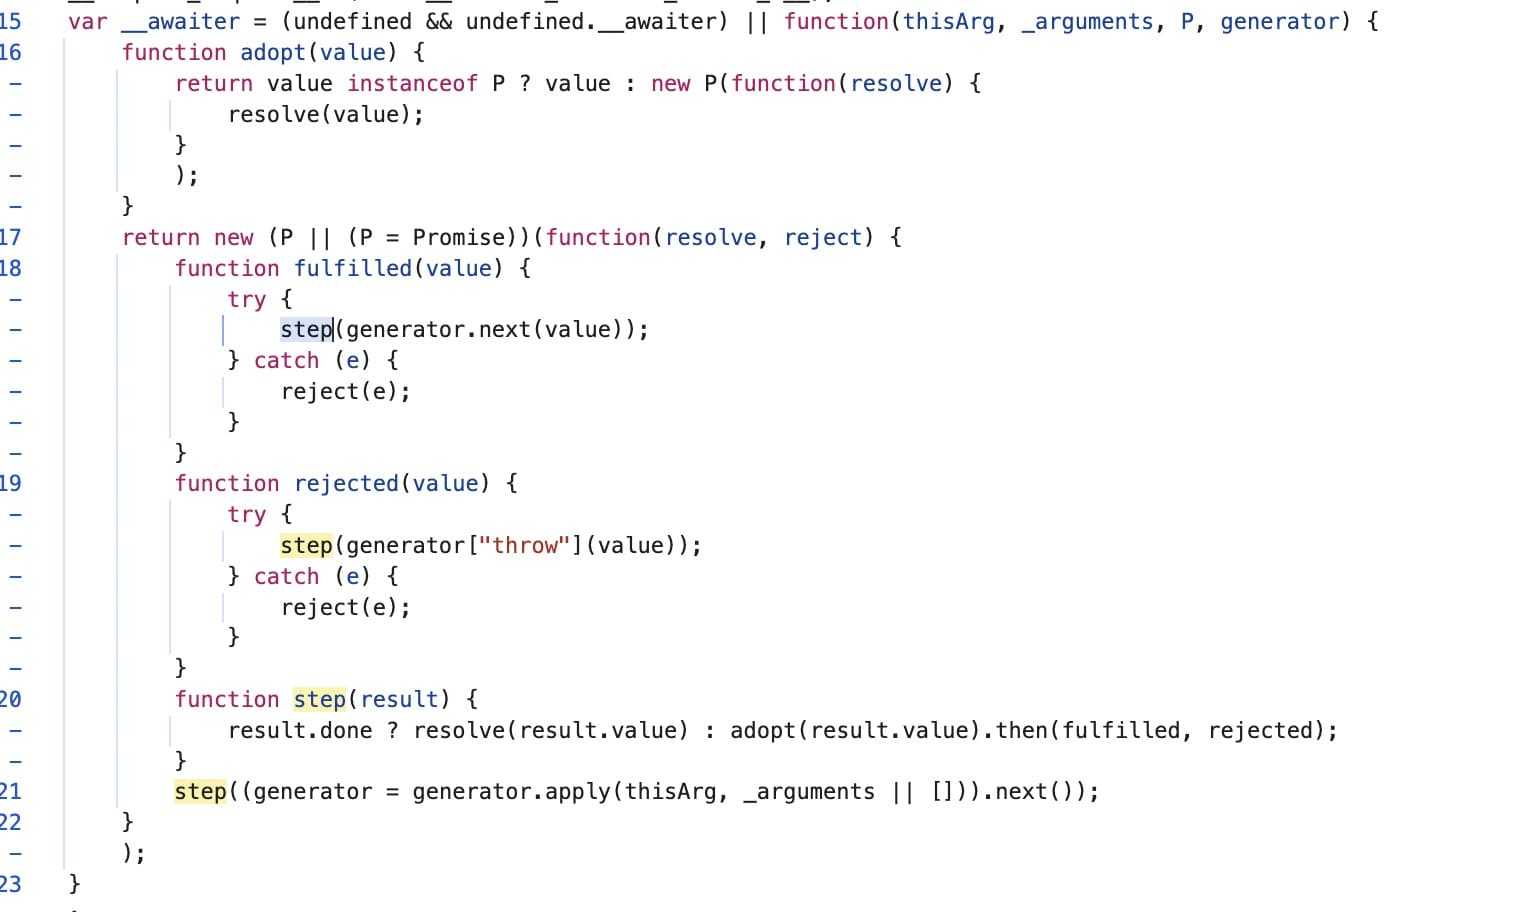 15 var __awaiter = (undefined && undefined.__awaiter) || function(thisArg, _arguments, P, generator) {
16 function adopt(value) {
- return value instanceof P ? value : new P(function(resolve) {
- resolve(value);
- }
- );
- }
17 return new (P || (P = Promise))(function(resolve, reject) {
18 function fulfilled(value) {
- try {
- step(generator.next(value));
- } catch (e) {
- reject(e);
- }
- }
19 function rejected(value) {
- try {
- step(generator["throw"](value));
- } catch (e) {
- reject(e);
- }
- }
20 function step(result) {
- result.done ? resolve(result.value) : adopt(result.value).then(fulfilled, rejected);
- }
21 step((generator = generator.apply(thisArg, _arguments || [])).next());
22 }
- );
23 }